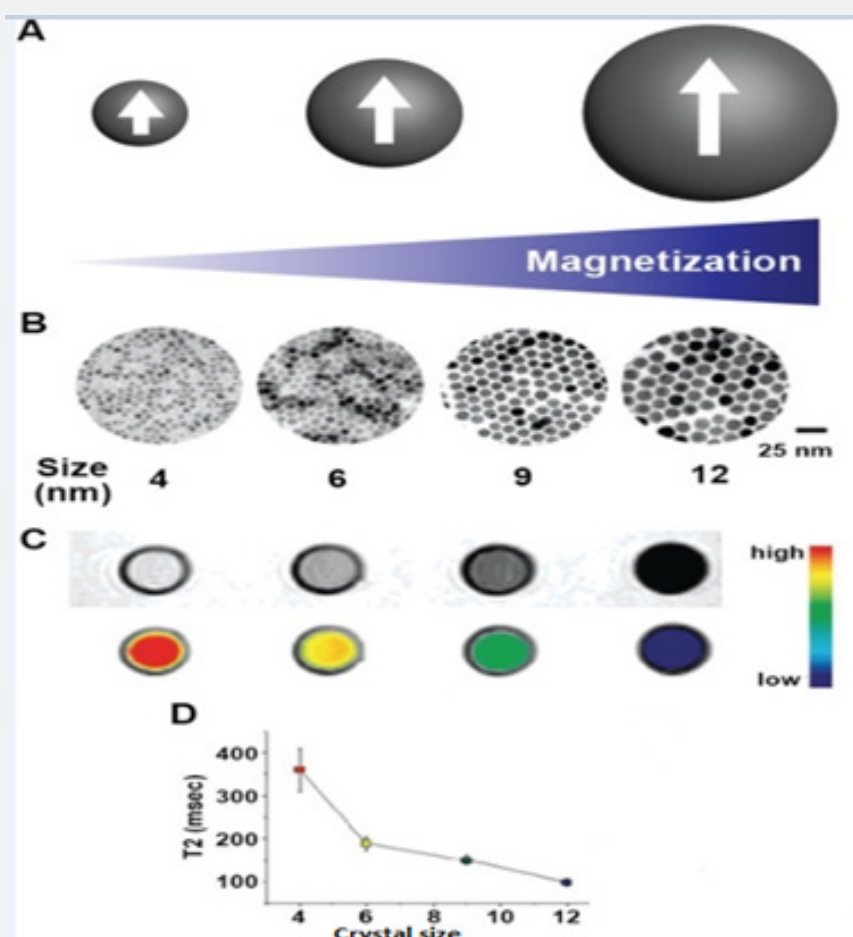 A
Magnetization
B
25 nm
Size
(nm)
4 6 9 12
C
high
low
D
T2 (msec)
400
300
200
100
4 6 8 10 12
Crystal size